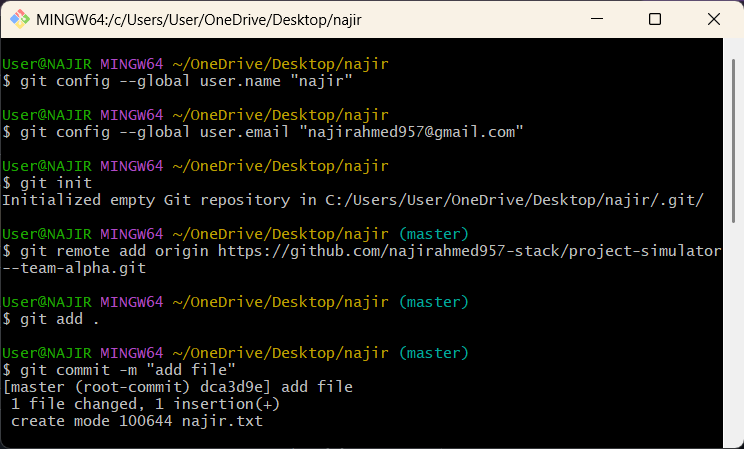 MINGW64:/c/Users/User/OneDrive/Desktop/najir
User@NAJIR MINGW64 ~/OneDrive/Desktop/najir
$ git config --global user.name "najir"
User@NAJIR MINGW64 ~/OneDrive/Desktop/najir
$ git config --global user.email "najirahmed957@gmail.com"
User@NAJIR MINGW64 ~/OneDrive/Desktop/najir
$ git init
Initialized empty Git repository in C:/Users/User/OneDrive/Desktop/najir/.git/
User@NAJIR MINGW64 ~/OneDrive/Desktop/najir (master)
$ git remote add origin https://github.com/najirahmed957-stack/project-simulator
--team-alpha.git
User@NAJIR MINGW64 ~/OneDrive/Desktop/najir (master)
$ git add .
User@NAJIR MINGW64 ~/OneDrive/Desktop/najir (master)
$ git commit -m "add file"
[master (root-commit) dca3d9e] add file
 1 file changed, 1 insertion(+)
 create mode 100644 najir.txt